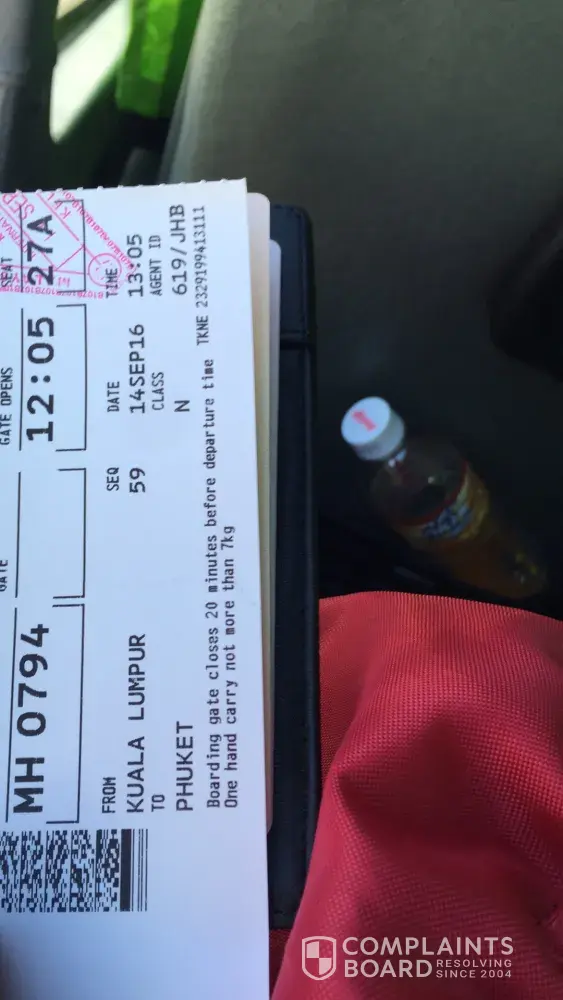 GATE GATE OPENS SEAT
MH 0794 12:05 27A
FROM SEQ DATE TIME
KUALA LUMPUR 59 14SEP16 13:05
TO CLASS AGENT ID
PHUKET N 619/JHB
Boarding gate closes 20 minutes before departure time TKNE 2329199413111
One hand carry not more than 7kg
COMPLAINTS
BOARD RESOLVING
SINCE 2004